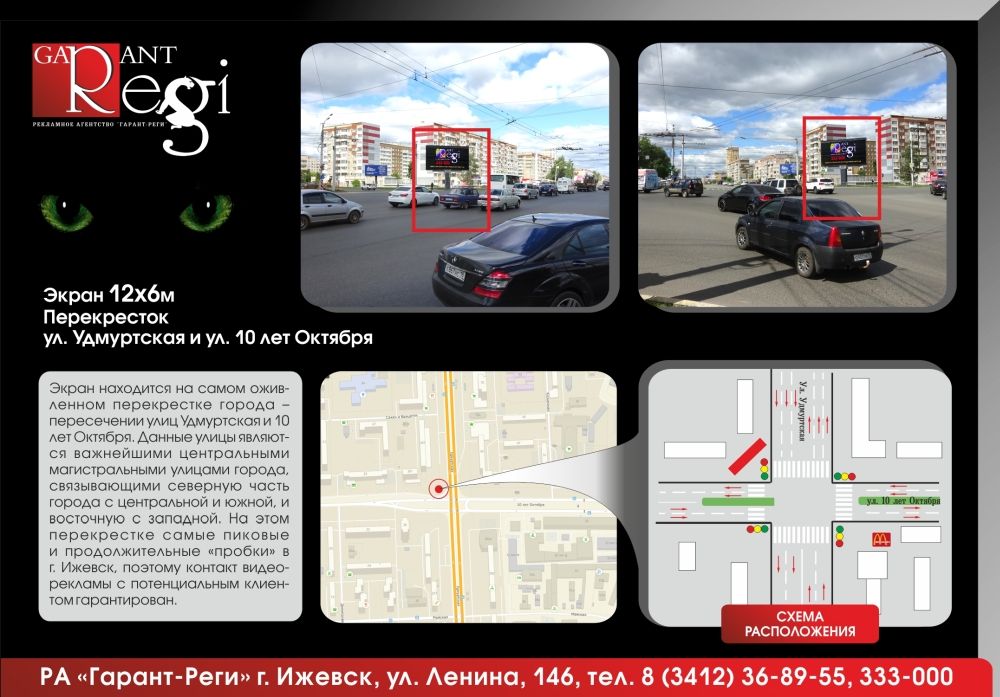 GARANT
Regi
РЕКЛАМНОЕ АГЕНТСТВО "ГАРАНТ-РЕГИ"
Экран 12х6м
Перекресток
ул. Удмуртская и ул. 10 лет Октября
Экран находится на самом ожив-
ленном перекрестке города –
пересечении улиц Удмуртская и 10
лет Октября. Данные улицы являют-
ся важнейшими центральными
магистральными улицами города,
связывающими северную часть
города с центральной и южной, и
восточную с западной. На этом
перекрестке самые пиковые
и продолжительные «пробки» в
г. Ижевск, поэтому контакт видео-
рекламы с потенциальным клиен-
том гарантирован.
10 лет Октября
Ул. Удмуртская
ул. 10 лет Октября
СХЕМА
РАСПОЛОЖЕНИЯ
РА «Гарант-Реги» г. Ижевск, ул. Ленина, 146, тел. 8 (3412) 36-89-55, 333-000